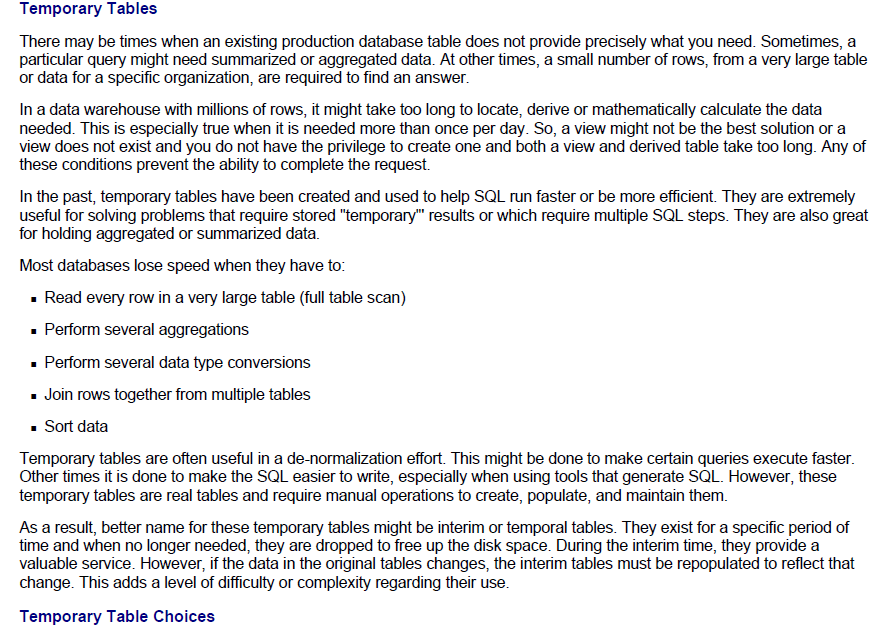 Temporary Tables
There may be times when an existing production database table does not provide precisely what you need. Sometimes, a
particular query might need summarized or aggregated data. At other times, a small number of rows, from a very large table
or data for a specific organization, are required to find an answer.
In a data warehouse with millions of rows, it might take too long to locate, derive or mathematically calculate the data
needed. This is especially true when it is needed more than once per day. So, a view might not be the best solution or a
view does not exist and you do not have the privilege to create one and both a view and derived table take too long. Any of
these conditions prevent the ability to complete the request.
In the past, temporary tables have been created and used to help SQL run faster or be more efficient. They are extremely
useful for solving problems that require stored "temporary'" results or which require multiple SQL steps. They are also great
for holding aggregated or summarized data.
Most databases lose speed when they have to:
▪ Read every row in a very large table (full table scan)
▪ Perform several aggregations
▪ Perform several data type conversions
▪ Join rows together from multiple tables
▪ Sort data
Temporary tables are often useful in a de-normalization effort. This might be done to make certain queries execute faster.
Other times it is done to make the SQL easier to write, especially when using tools that generate SQL. However, these
temporary tables are real tables and require manual operations to create, populate, and maintain them.
As a result, better name for these temporary tables might be interim or temporal tables. They exist for a specific period of
time and when no longer needed, they are dropped to free up the disk space. During the interim time, they provide a
valuable service. However, if the data in the original tables changes, the interim tables must be repopulated to reflect that
change. This adds a level of difficulty or complexity regarding their use.
Temporary Table Choices